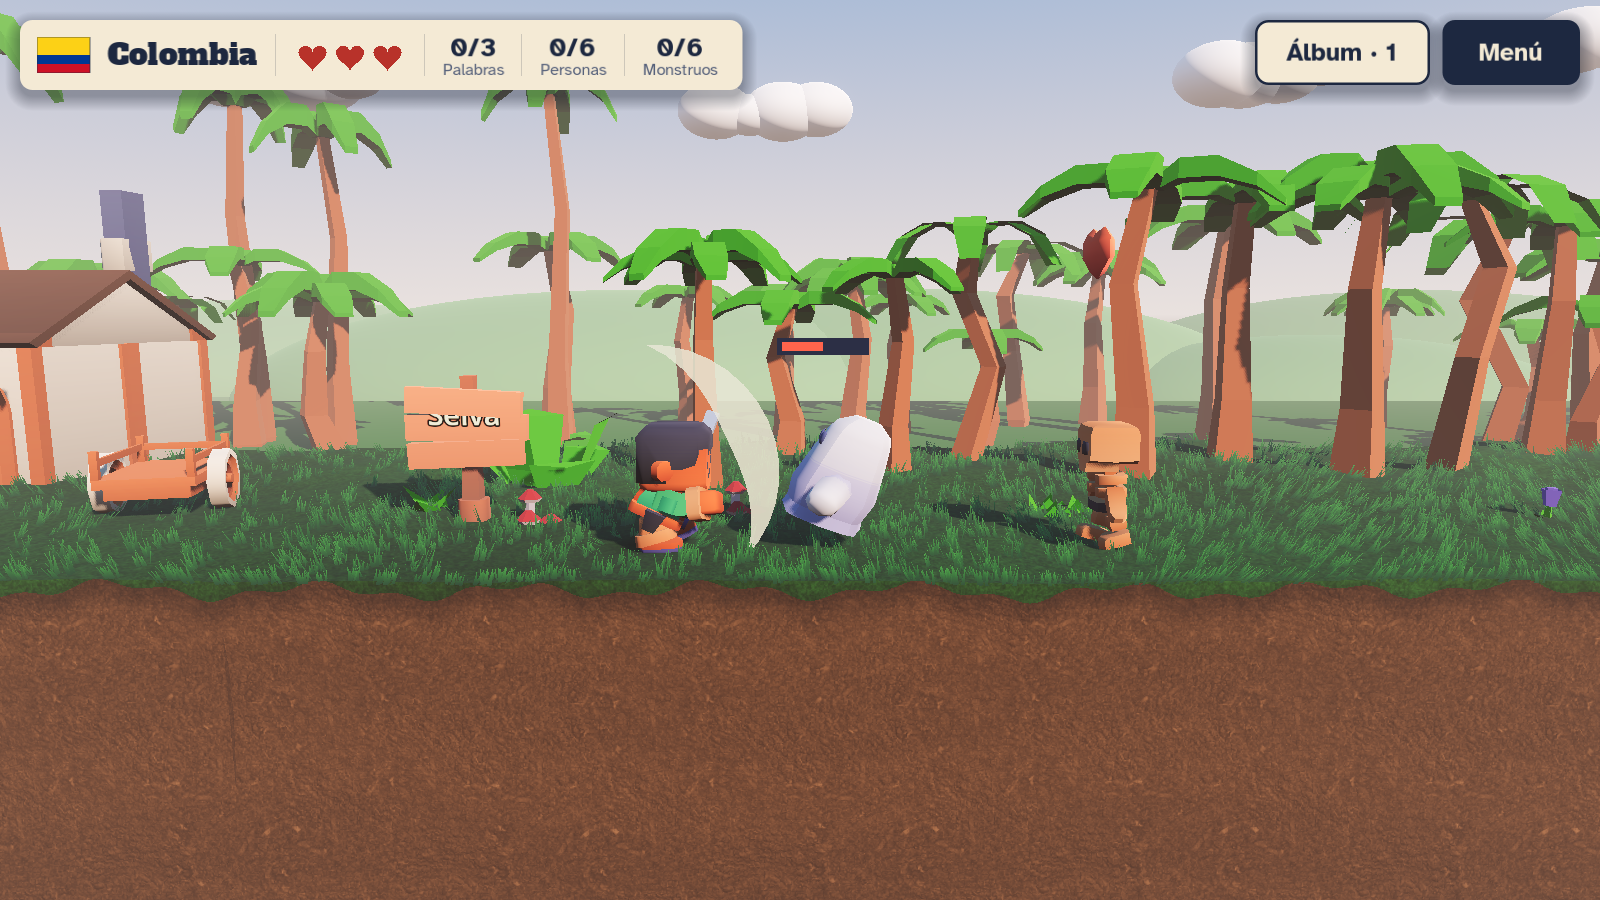 Colombia
0/3
Palabras
0/6
Personas
0/6
Monstruos
Álbum · 1
Menú
Selva